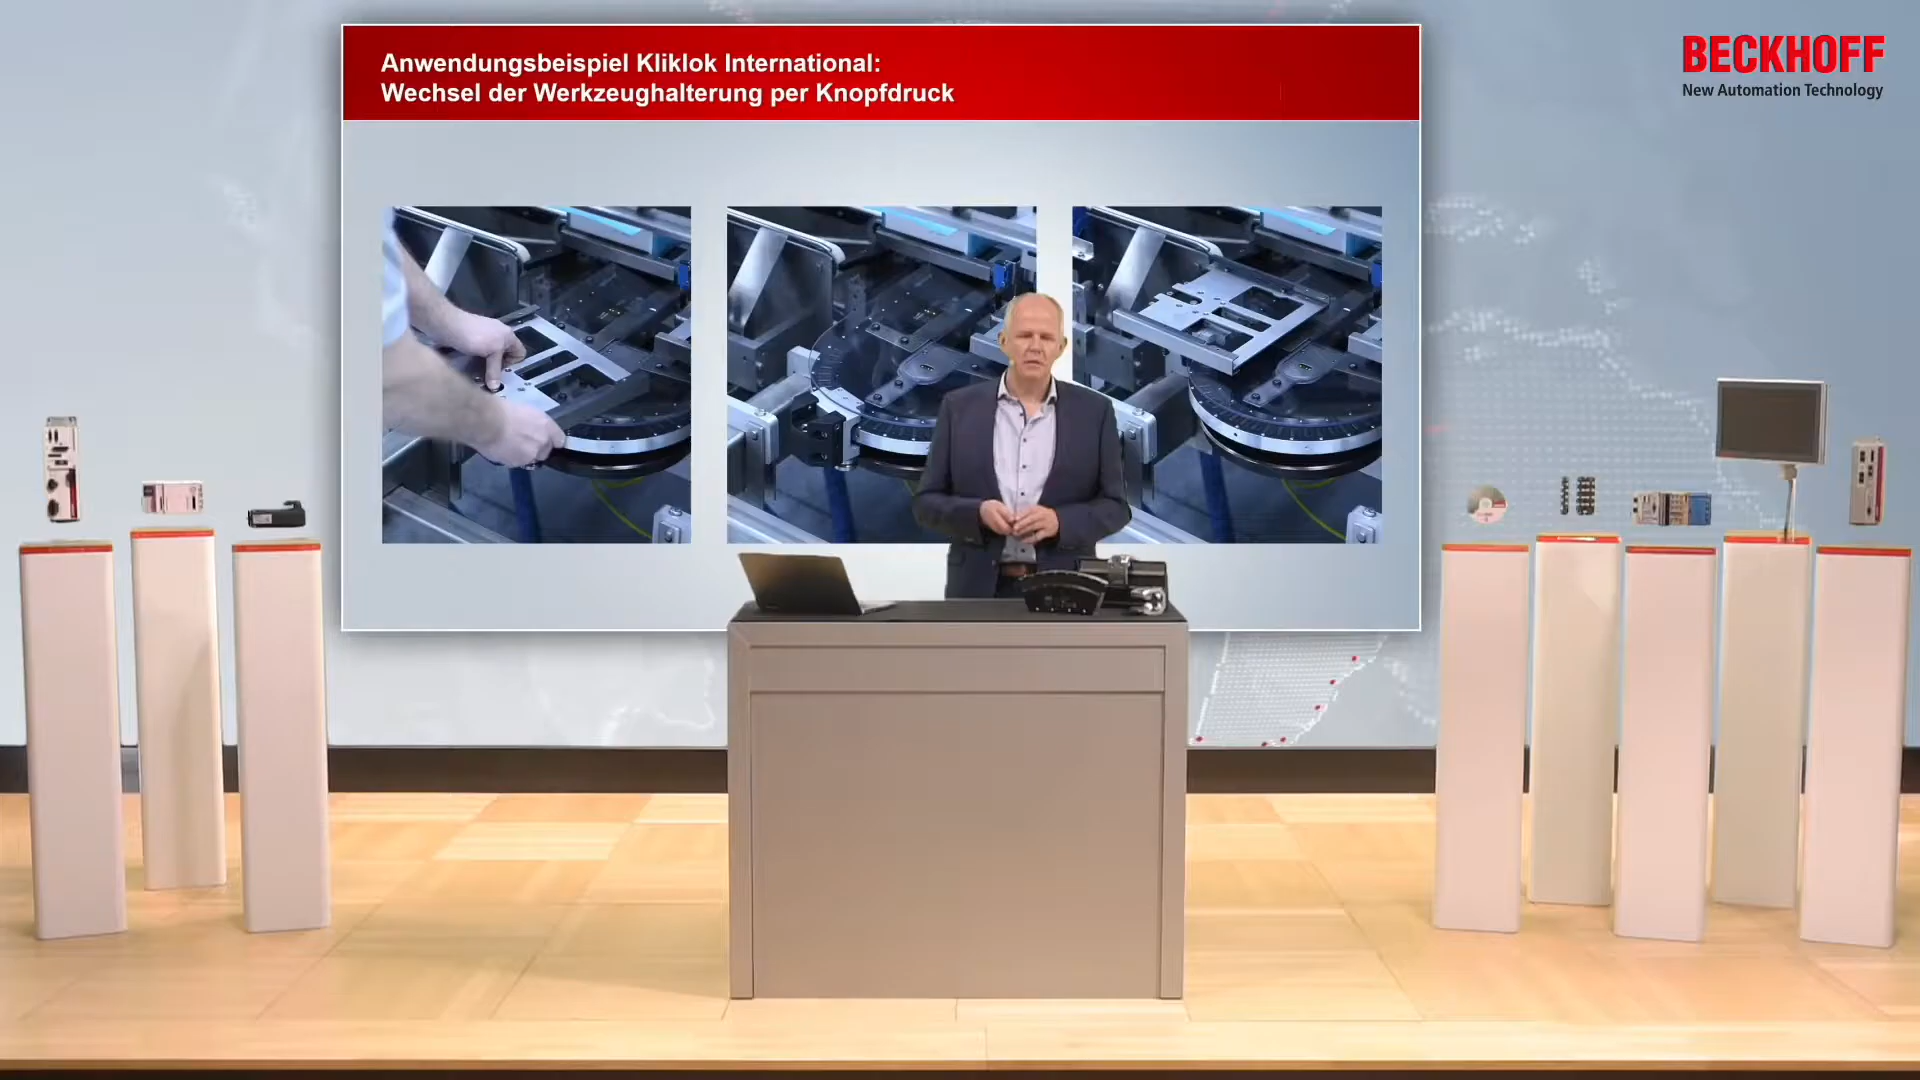 Anwendungsbeispiel Kliklok International:
Wechsel der Werkzeughalterung per Knopfdruck
BECKHOFF
New Automation Technology